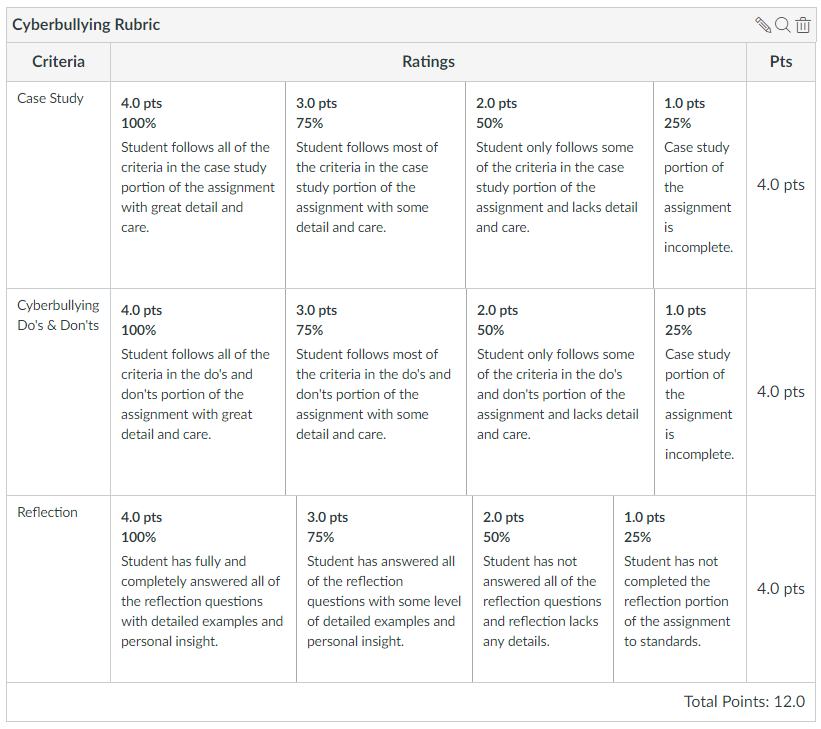 Cyberbullying Rubric
Criteria
Ratings
Pts
Case Study
4.0 pts
100%
Student follows all of the
criteria in the case study
portion of the assignment
with great detail and
care.
3.0 pts
75%
Student follows most of
the criteria in the case
study portion of the
assignment with some
detail and care.
2.0 pts
50%
Student only follows some
of the criteria in the case
study portion of the
assignment and lacks detail
and care.
1.0 pts
25%
Case study
portion of
the
assignment
is
incomplete.
4.0 pts
Cyberbullying
Do's & Don'ts
4.0 pts
100%
Student follows all of the
criteria in the do's and
don'ts portion of the
assignment with great
detail and care.
3.0 pts
75%
Student follows most of
the criteria in the do's and
don'ts portion of the
assignment with some
detail and care.
2.0 pts
50%
Student only follows some
of the criteria in the do's
and don'ts portion of the
assignment and lacks detail
and care.
1.0 pts
25%
Case study
portion of
the
assignment
is
incomplete.
4.0 pts
Reflection
4.0 pts
100%
Student has fully and
completely answered all of
the reflection questions
with detailed examples and
personal insight.
3.0 pts
75%
Student has answered all
of the reflection
questions with some level
of detailed examples and
personal insight.
2.0 pts
50%
Student has not
answered all of the
reflection questions
and reflection lacks
any details.
1.0 pts
25%
Student has not
completed the
reflection portion
of the assignment
to standards.
4.0 pts
Total Points: 12.0